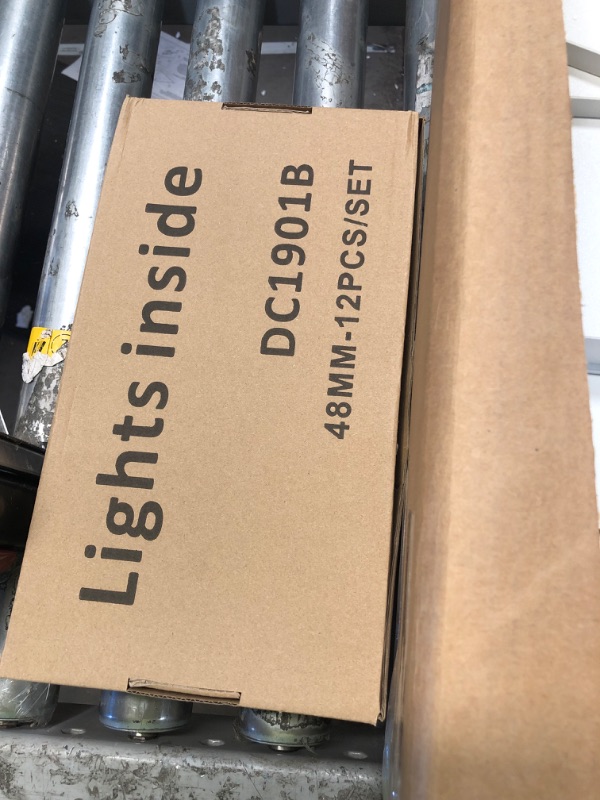 Lights inside
DC1901B
48MM-12PCS/SET